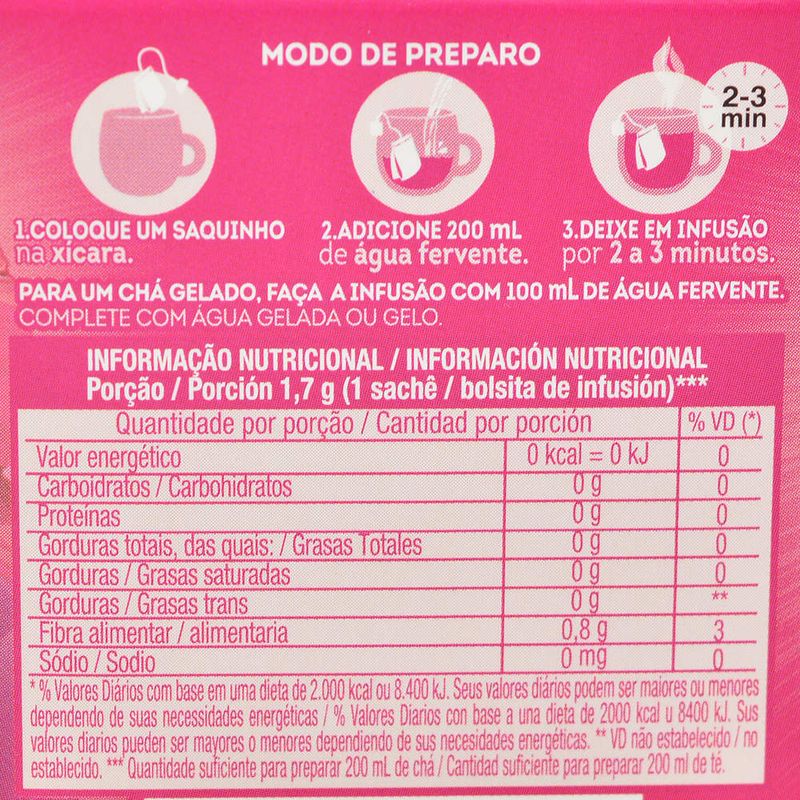 MODO DE PREPARO
2-3
min
1.COLOQUE UM SAQUINHO
na xícara.
2.ADICIONE 200 mL
de água fervente.
3.DEIXE EM INFUSÃO
por 2 a 3 minutos.
PARA UM CHÁ GELADO, FAÇA A INFUSÃO COM 100 mL DE ÁGUA FERVENTE.
COMPLETE COM ÁGUA GELADA OU GELO.
INFORMAÇÃO NUTRICIONAL / INFORMACIÓN NUTRICIONAL
Porção / Porción 1,7 g (1 sachê / bolsita de infusión)***
Quantidade por porção / Cantidad por porción % VD (*)
Valor energético 0 kcal = 0 kJ 0
Carboidratos / Carbohidratos 0 g 0
Proteínas 0 g 0
Gorduras totais, das quais: / Grasas Totales 0 g 0
Gorduras / Grasas saturadas 0 g 0
Gorduras / Grasas trans 0 g **
Fibra alimentar / alimentaria 0,8 g 3
Sódio / Sodio 0 mg 0
* % Valores Diários com base em uma dieta de 2.000 kcal ou 8.400 kJ. Seus valores diários podem ser maiores ou menores
dependendo de suas necessidades energéticas / % Valores Diarios con base a una dieta de 2000 kcal u 8400 kJ. Sus
valores diarios pueden ser mayores o menores dependiendo de sus necesidades energéticas. ** VD não estabelecido / no
establecido. *** Quantidade suficiente para preparar 200 mL de chá / Cantidad suficiente para preparar 200 ml de té.